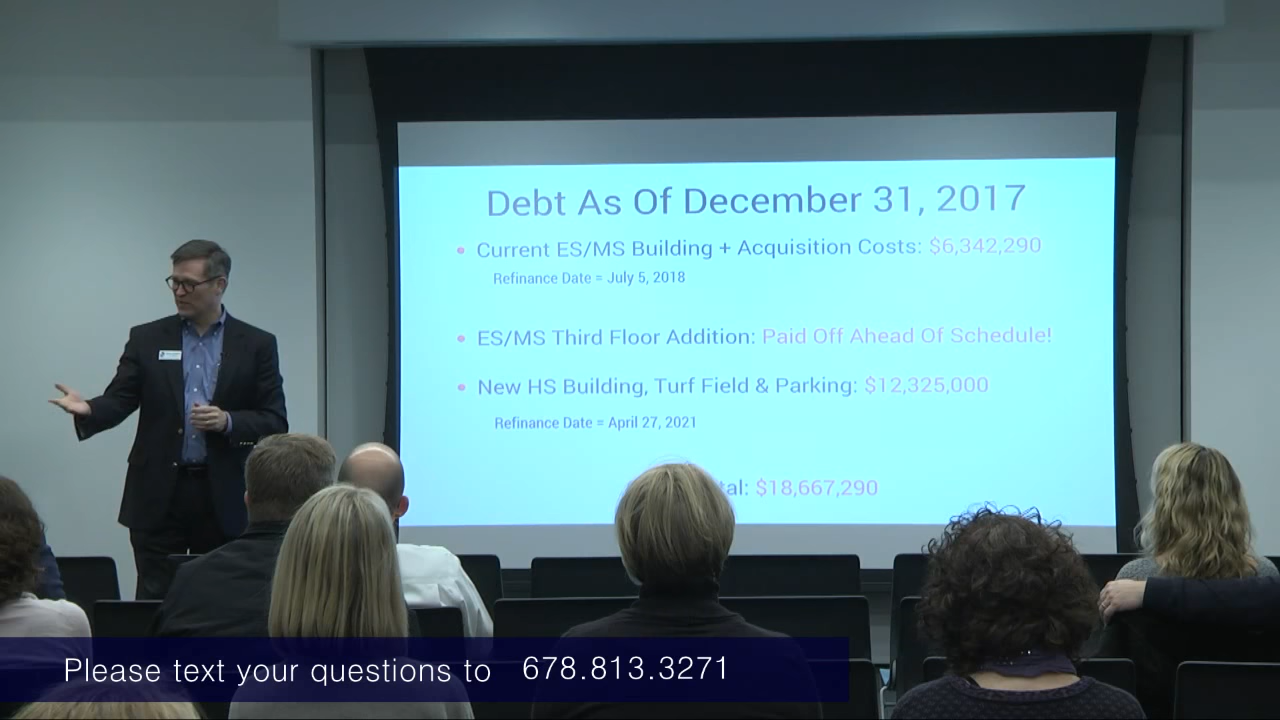 Debt As Of December 31, 2017
• Current ES/MS Building + Acquisition Costs: $6,342,290
Refinance Date = July 5, 2018
• ES/MS Third Floor Addition: Paid Off Ahead Of Schedule!
• New HS Building, Turf Field & Parking: $12,325,000
Refinance Date = April 27, 2021
tal: $18,667,290
Please text your questions to 678.813.3271